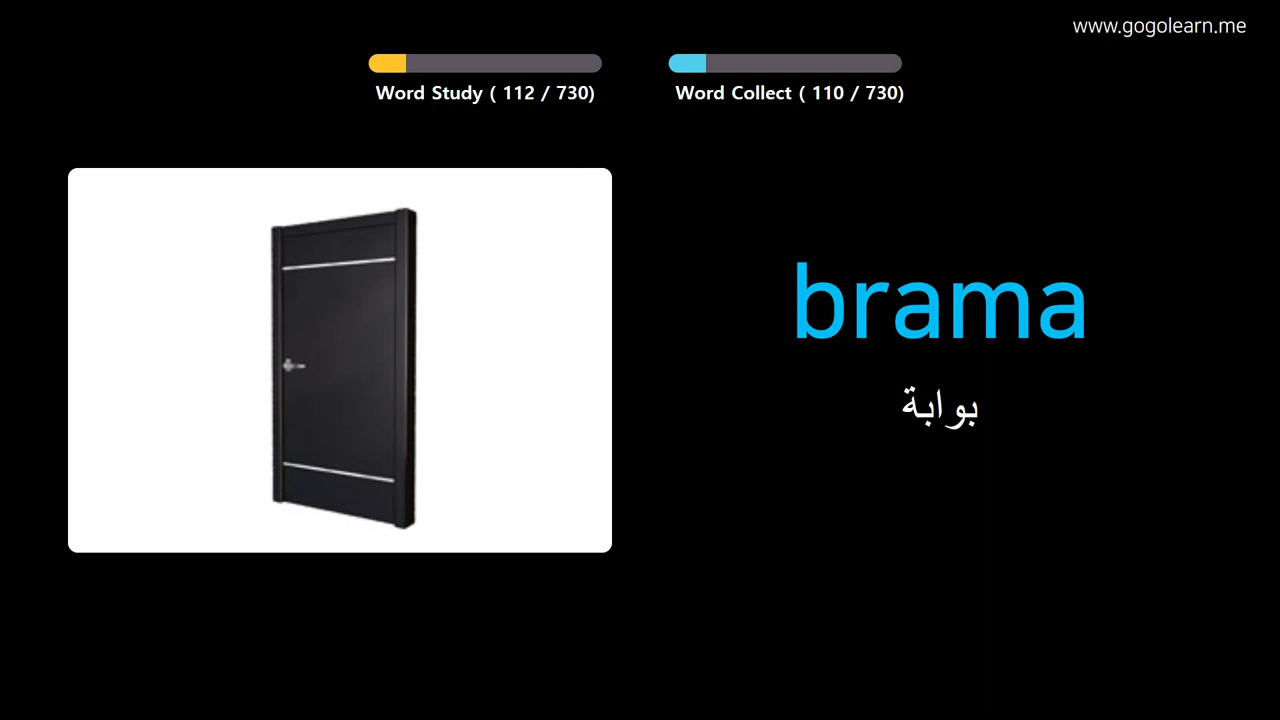 www.gogolearn.me
Word Study ( 112 / 730)
Word Collect ( 110 / 730)
brama
بوابة